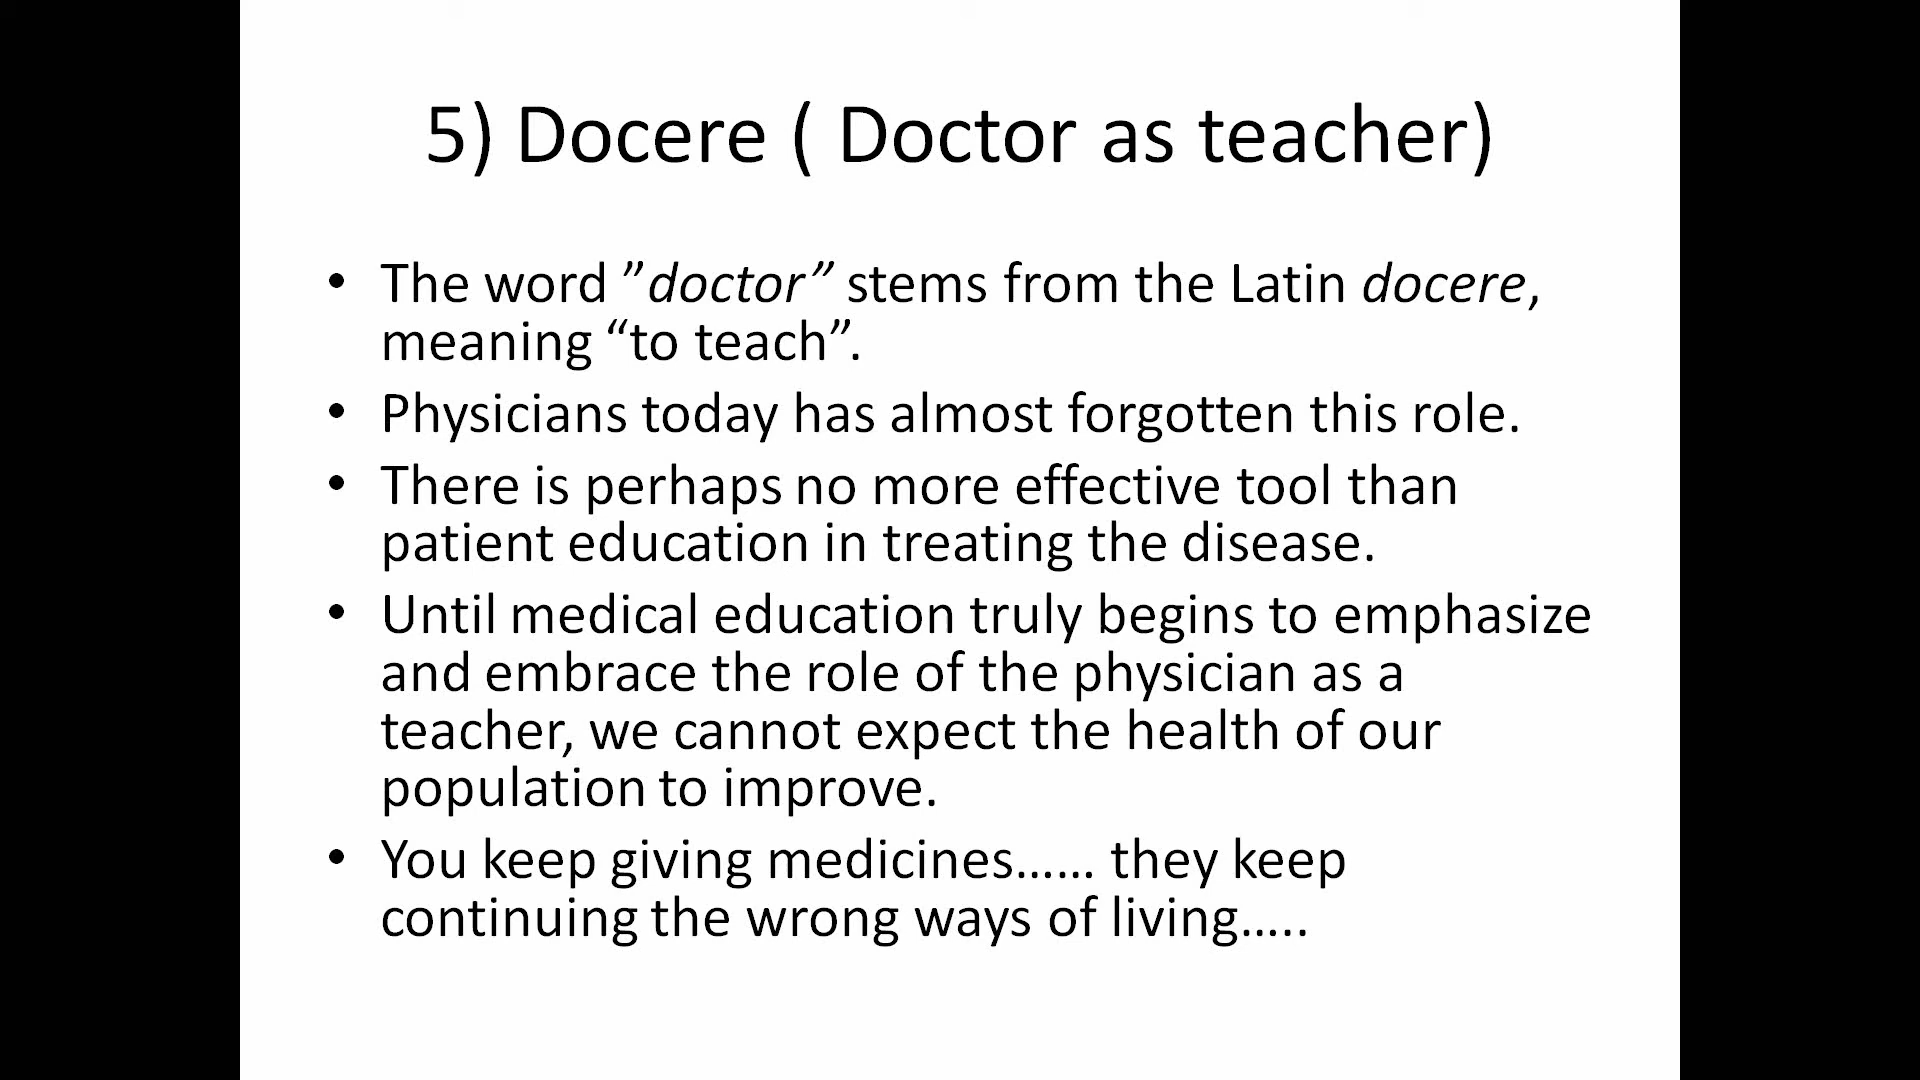 5) Docere ( Doctor as teacher)
• The word ”doctor” stems from the Latin docere,
meaning “to teach”.
• Physicians today has almost forgotten this role.
• There is perhaps no more effective tool than
patient education in treating the disease.
• Until medical education truly begins to emphasize
and embrace the role of the physician as a
teacher, we cannot expect the health of our
population to improve.
• You keep giving medicines…… they keep
continuing the wrong ways of living…..